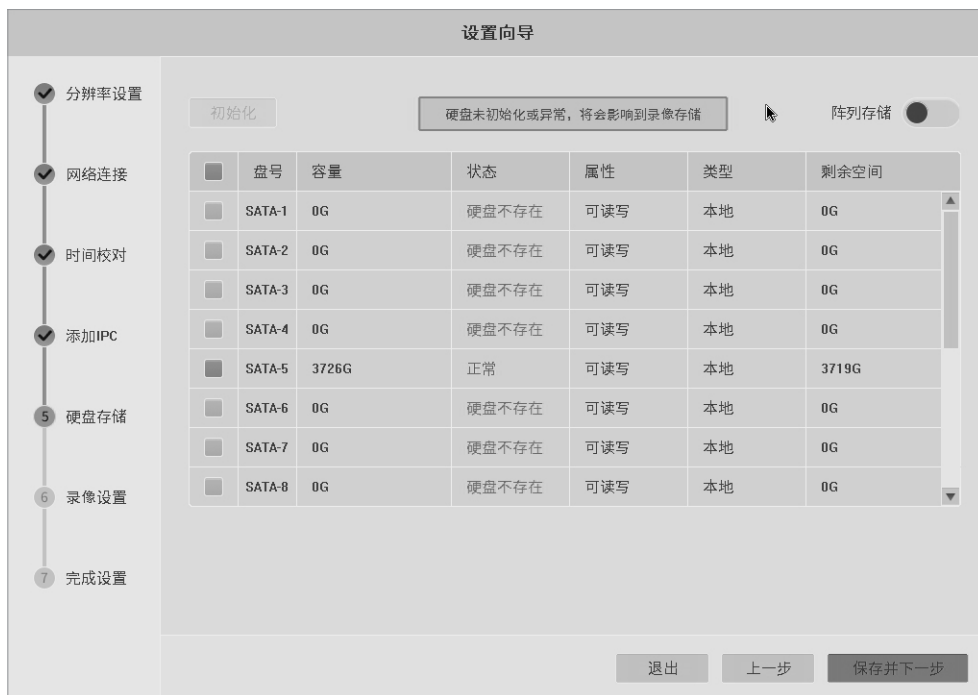 设置向导
分辨率设置
网络连接
时间校对
添加IPC
5 硬盘存储
6 录像设置
7 完成设置
初始化 硬盘未初始化或异常，将会影响到录像存储 阵列存储
盘号 容量 状态 属性 类型 剩余空间
SATA-1 0G 硬盘不存在 可读写 本地 0G
SATA-2 0G 硬盘不存在 可读写 本地 0G
SATA-3 0G 硬盘不存在 可读写 本地 0G
SATA-4 0G 硬盘不存在 可读写 本地 0G
SATA-5 3726G 正常 可读写 本地 3719G
SATA-6 0G 硬盘不存在 可读写 本地 0G
SATA-7 0G 硬盘不存在 可读写 本地 0G
SATA-8 0G 硬盘不存在 可读写 本地 0G
退出 上一步 保存并下一步